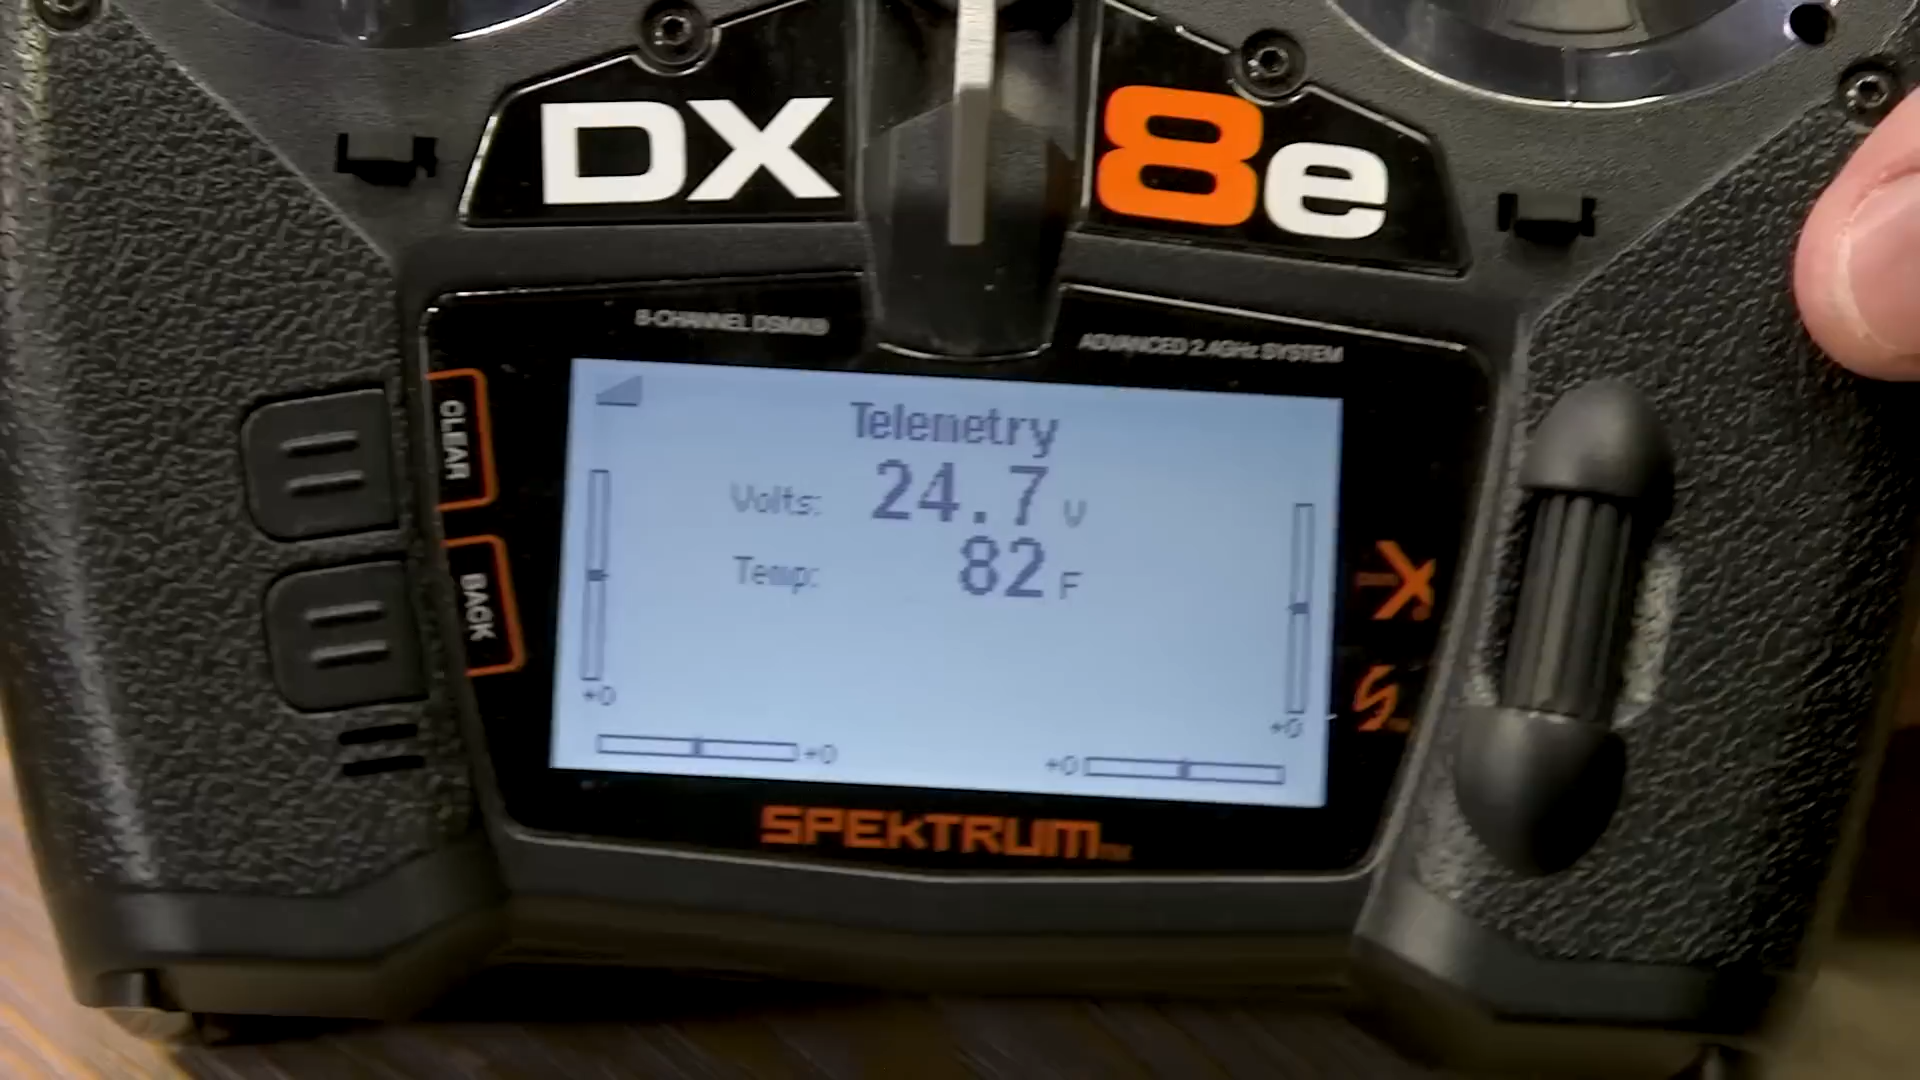 DX 8e
8-CHANNEL DSMX®
ADVANCED 2.4GHz SYSTEM
CLEAR
BACK
Telemetry
Volts: 24.7 V
Temp: 82 F
+0
+0
+0
+0
SPEKTRUM